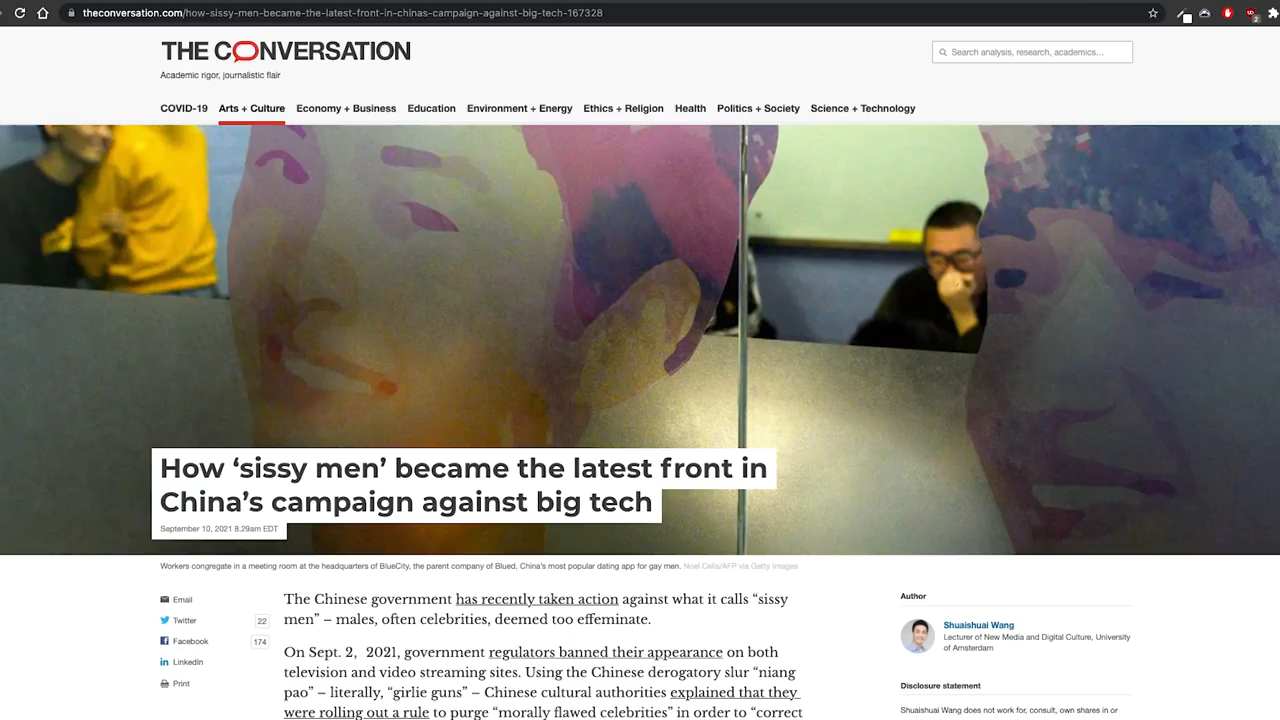 theconversation.com/how-sissy-men-became-the-latest-front-in-chinas-campaign-against-big-tech-167328
2
THE CONVERSATION
Academic rigor, journalistic flair
Search analysis, research, academics…
COVID-19 Arts + Culture Economy + Business Education Environment + Energy Ethics + Religion Health Politics + Society Science + Technology
How ‘sissy men’ became the latest front in
China’s campaign against big tech
September 10, 2021 8.29am EDT
Workers congregate in a meeting room at the headquarters of BlueCity, the parent company of Blued, China’s most popular dating app for gay men. Noel Celis/AFP via Getty Images
Email
Twitter 22
Facebook 174
LinkedIn
Print
The Chinese government has recently taken action against what it calls “sissy
men” – males, often celebrities, deemed too effeminate.
On Sept. 2, 2021, government regulators banned their appearance on both
television and video streaming sites. Using the Chinese derogatory slur “niang
pao” – literally, “girlie guns” – Chinese cultural authorities explained that they
were rolling out a rule to purge “morally flawed celebrities” in order to “correct
Author
Shuaishuai Wang
Lecturer of New Media and Digital Culture, University
of Amsterdam
Disclosure statement
Shuaishuai Wang does not work for, consult, own shares in or